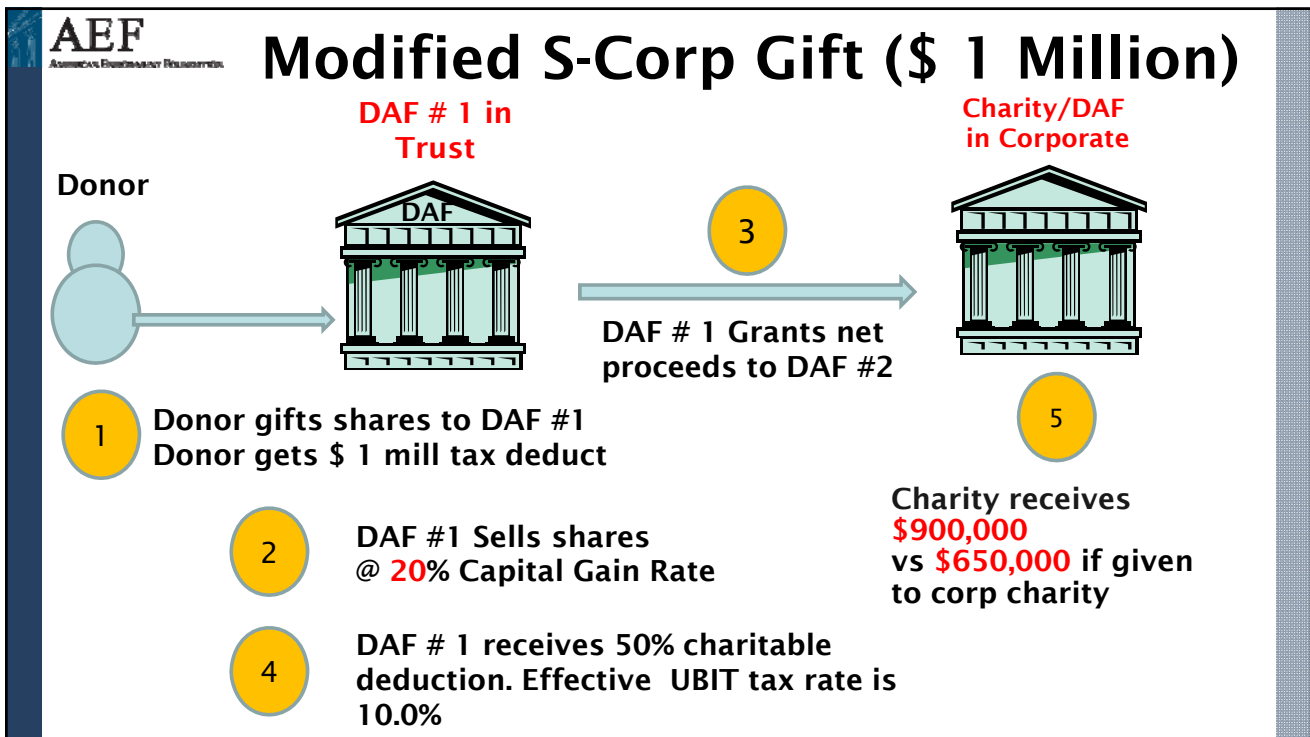 AEF
AMERICAN ENDOWMENT FOUNDATION
Modified S-Corp Gift ($ 1 Million)
DAF # 1 in
Trust
Charity/DAF
in Corporate
Donor
DAF
3
DAF # 1 Grants net
proceeds to DAF #2
1
Donor gifts shares to DAF #1
Donor gets $ 1 mill tax deduct
5
2
DAF #1 Sells shares
@ 20% Capital Gain Rate
Charity receives
$900,000
vs $650,000 if given
to corp charity
4
DAF # 1 receives 50% charitable
deduction. Effective  UBIT tax rate is
10.0%